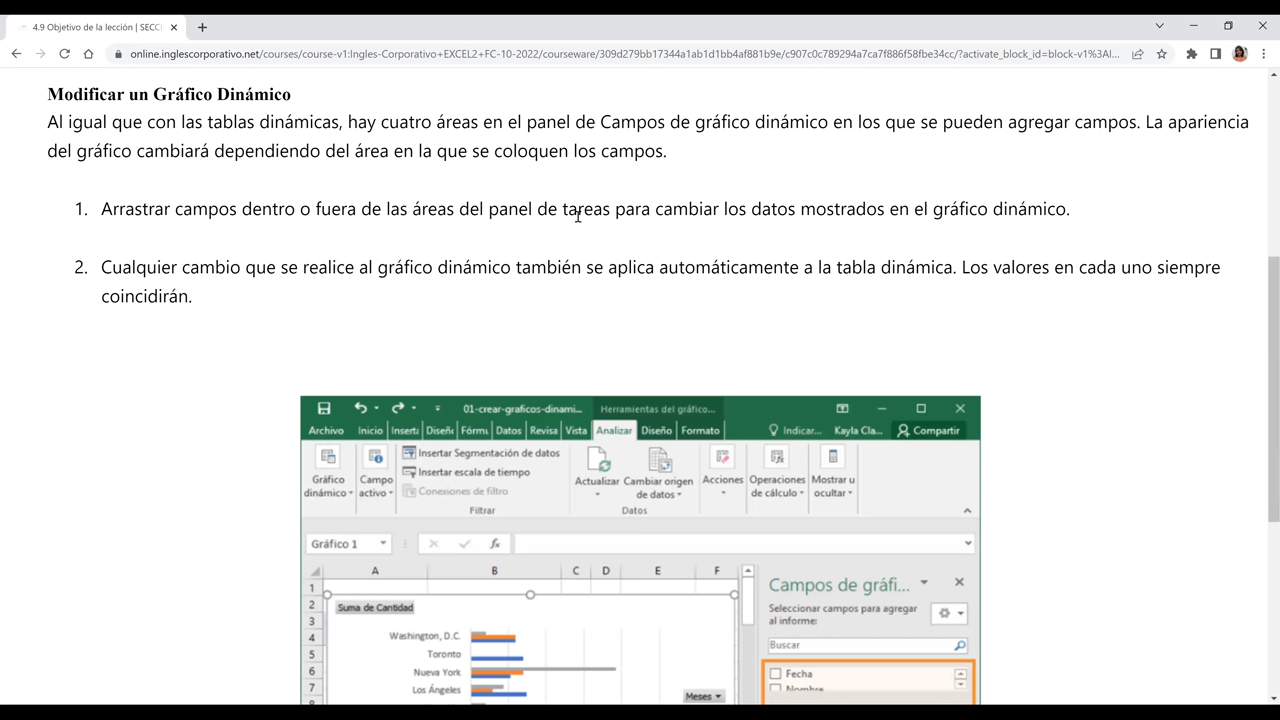 4.9 Objetivo de la lección | SECCI
online.inglescorporativo.net/courses/course-v1:Ingles-Corporativo+EXCEL2+FC-10-2022/courseware/309d279bb17344a1ab1d1bb4af881b9e/c907c0c789294a7ca7f886f58fbe34cc/?activate_block_id=block-v1%3AI...
Modificar un Gráfico Dinámico
Al igual que con las tablas dinámicas, hay cuatro áreas en el panel de Campos de gráfico dinámico en los que se pueden agregar campos. La apariencia
del gráfico cambiará dependiendo del área en la que se coloquen los campos.
1. Arrastrar campos dentro o fuera de las áreas del panel de tareas para cambiar los datos mostrados en el gráfico dinámico.
2. Cualquier cambio que se realice al gráfico dinámico también se aplica automáticamente a la tabla dinámica. Los valores en cada uno siempre
coincidirán.
01-crear-graficos-dinami... Herramientas del gráfico...
Archivo Inicio Inserta Diseño Fórmu Datos Revisa Vista Analizar Diseño Formato Indicar... Kayla Cla... Compartir
Insertar Segmentación de datos
Insertar escala de tiempo
Conexiones de filtro
Gráfico dinámico
Campo activo
Actualizar
Cambiar origen de datos
Acciones
Operaciones de cálculo
Mostrar u ocultar
Filtrar Datos
Gráfico 1 fx
A B C D E F
1
2
3
4
5
6
7
8
Suma de Cantidad
Washington, D.C.
Toronto
Nueva York
Los Ángeles
Meses
Campos de gráfi...
Seleccionar campos para agregar
al informe:
Buscar
Fecha
Nombre